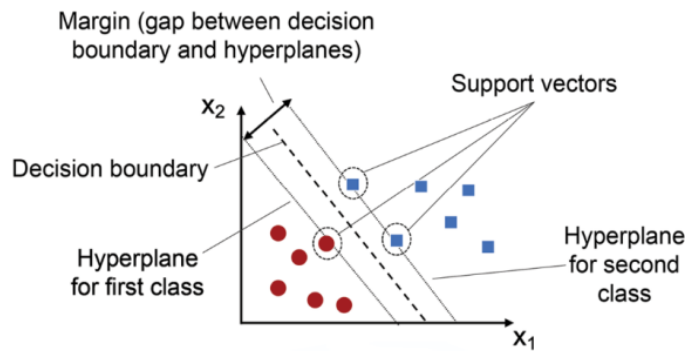 Margin (gap between decision
boundary and hyperplanes)
Support vectors
X2
Decision boundary
Hyperplane
for first class
Hyperplane
for second
class
X1